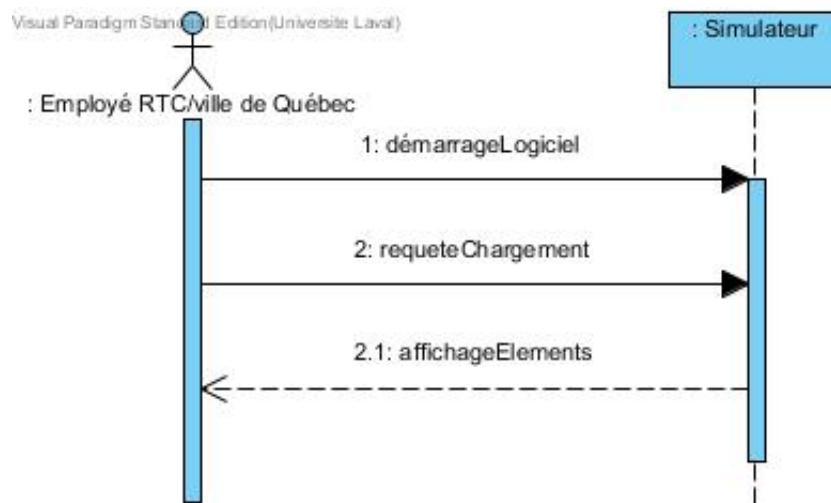 Visual Paradigm Standard Edition(Universite Laval)
: Simulateur
: Employé RTC/ville de Québec
1: démarrageLogiciel
2: requeteChargement
2.1: affichageElements